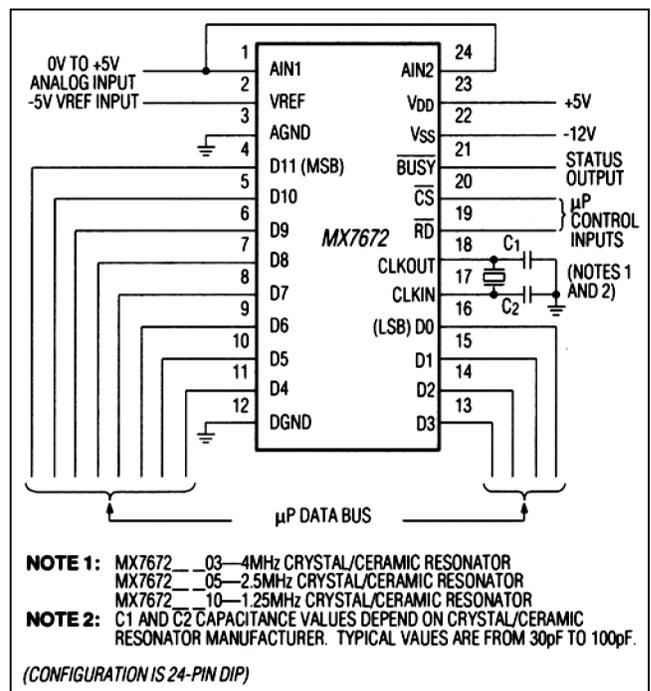 0V TO +5V
ANALOG INPUT
-5V VREF INPUT
1
AIN1
2
VREF
3
AGND
4
D11 (MSB)
5
D10
6
D9
7
D8
8
D7
9
D6
10
D5
11
D4
12
DGND
MX7672
24
AIN2
23
VDD
+5V
22
VSS
-12V
21
BUSY
STATUS
OUTPUT
20
CS
19
RD
µP
CONTROL
INPUTS
18
CLKOUT
C1
17
CLKIN
C2
(NOTES 1
AND 2)
16
(LSB) D0
15
D1
14
D2
13
D3
µP DATA BUS
NOTE 1: MX7672_ _03—4MHz CRYSTAL/CERAMIC RESONATOR
MX7672_ _05—2.5MHz CRYSTAL/CERAMIC RESONATOR
MX7672_ _10—1.25MHz CRYSTAL/CERAMIC RESONATOR
NOTE 2: C1 AND C2 CAPACITANCE VALUES DEPEND ON CRYSTAL/CERAMIC
RESONATOR MANUFACTURER. TYPICAL VAUES ARE FROM 30pF TO 100pF.
(CONFIGURATION IS 24-PIN DIP)